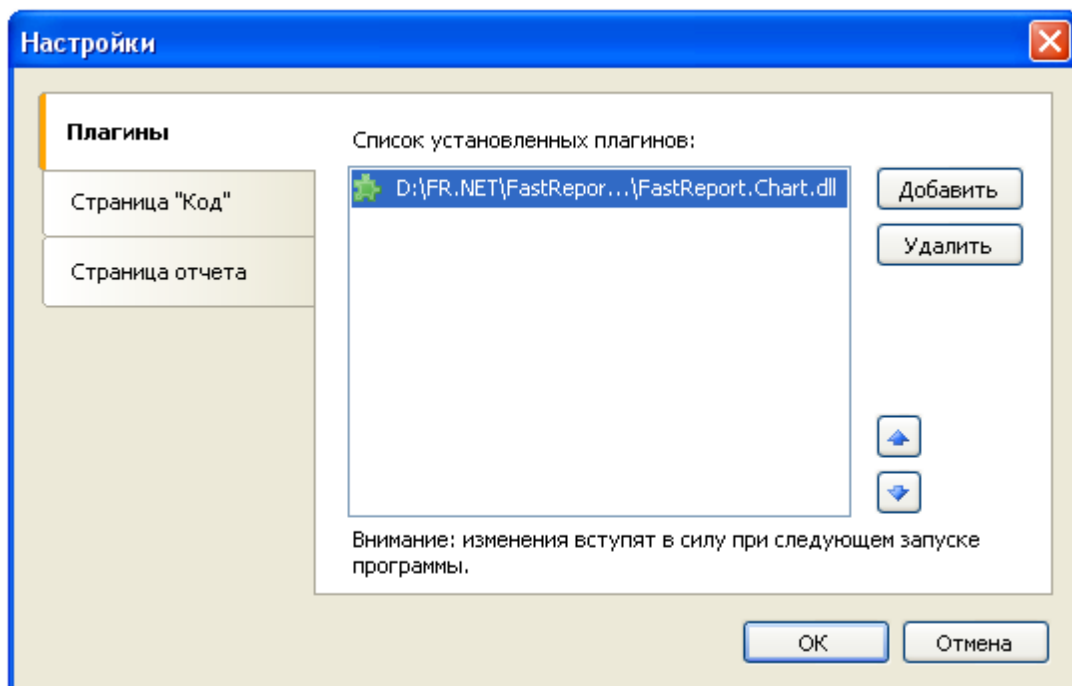 Настройки
Плагины
Страница "Код"
Страница отчета
Список установленных плагинов:
D:\FR.NET\FastRepor...\FastReport.Chart.dll
Добавить
Удалить
Внимание: изменения вступят в силу при следующем запуске
программы.
OK
Отмена